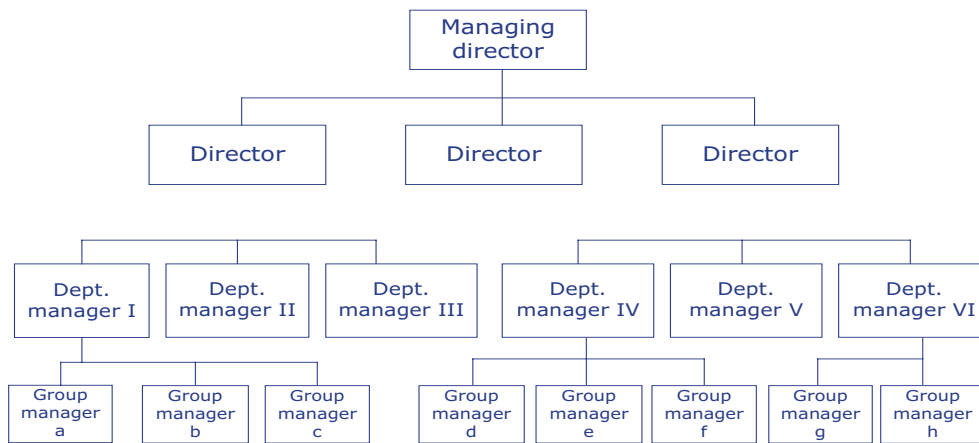 Managing
director
Director
Director
Director
Dept.
manager I
Dept.
manager II
Dept.
manager III
Dept.
manager IV
Dept.
manager V
Dept.
manager VI
Group
manager
a
Group
manager
b
Group
manager
c
Group
manager
d
Group
manager
e
Group
manager
f
Group
manager
g
Group
manager
h